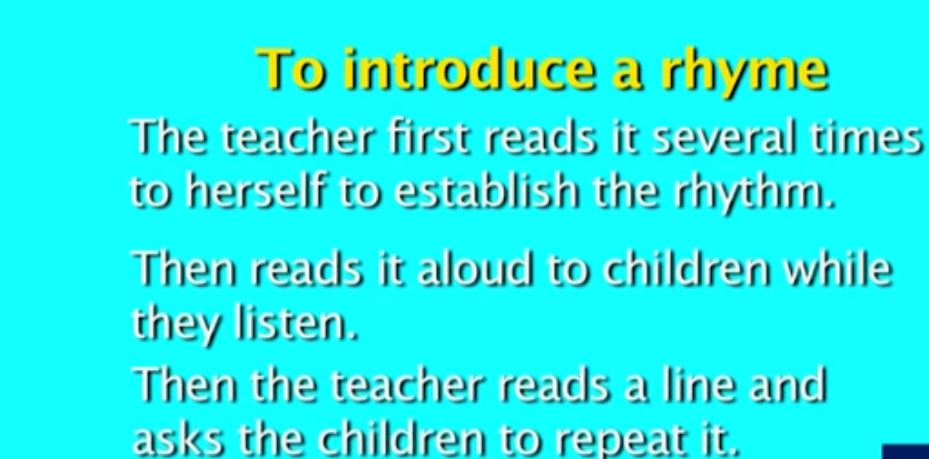 To introduce a rhyme
The teacher first reads it several times
to herself to establish the rhythm.
Then reads it aloud to children while
they listen.
Then the teacher reads a line and
asks the children to repeat it.